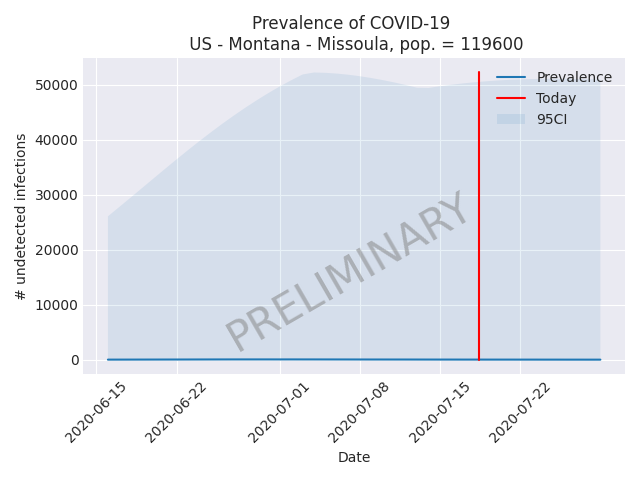 Prevalence of COVID-19
US - Montana - Missoula, pop. = 119600
Prevalence
Today
95CI
# undetected infections
50000
40000
30000
20000
10000
0
PRELIMINARY
2020-06-15
2020-06-22
2020-07-01
2020-07-08
2020-07-15
2020-07-22
Date